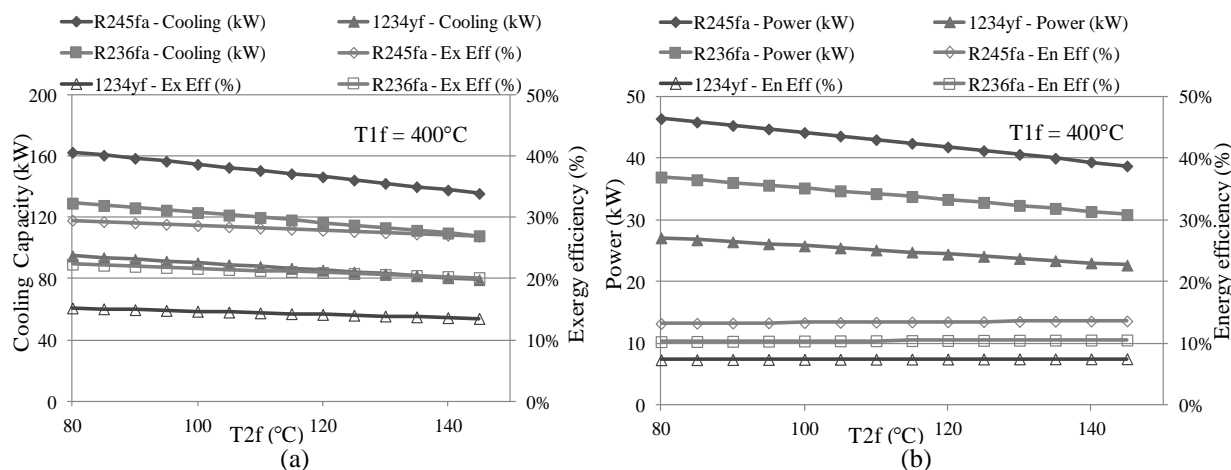 R245fa - Cooling (kW) 1234yf - Cooling (kW)
R236fa - Cooling (kW) R245fa - Ex Eff (%)
1234yf - Ex Eff (%) R236fa - Ex Eff (%)
200
160
120
80
40
0
Cooling Capacity (kW)
T1f = 400°C
50%
40%
30%
20%
10%
0%
Exergy efficiency (%)
80 100 120 140
T2f (°C)
(a)
R245fa - Power (kW) 1234yf - Power (kW)
R236fa - Power (kW) R245fa - En Eff (%)
1234yf - En Eff (%) R236fa - En Eff (%)
50
40
30
20
10
0
Power (kW)
T1f = 400°C
50%
40%
30%
20%
10%
0%
Energy efficiency (%)
80 100 120 140
T2f (°C)
(b)